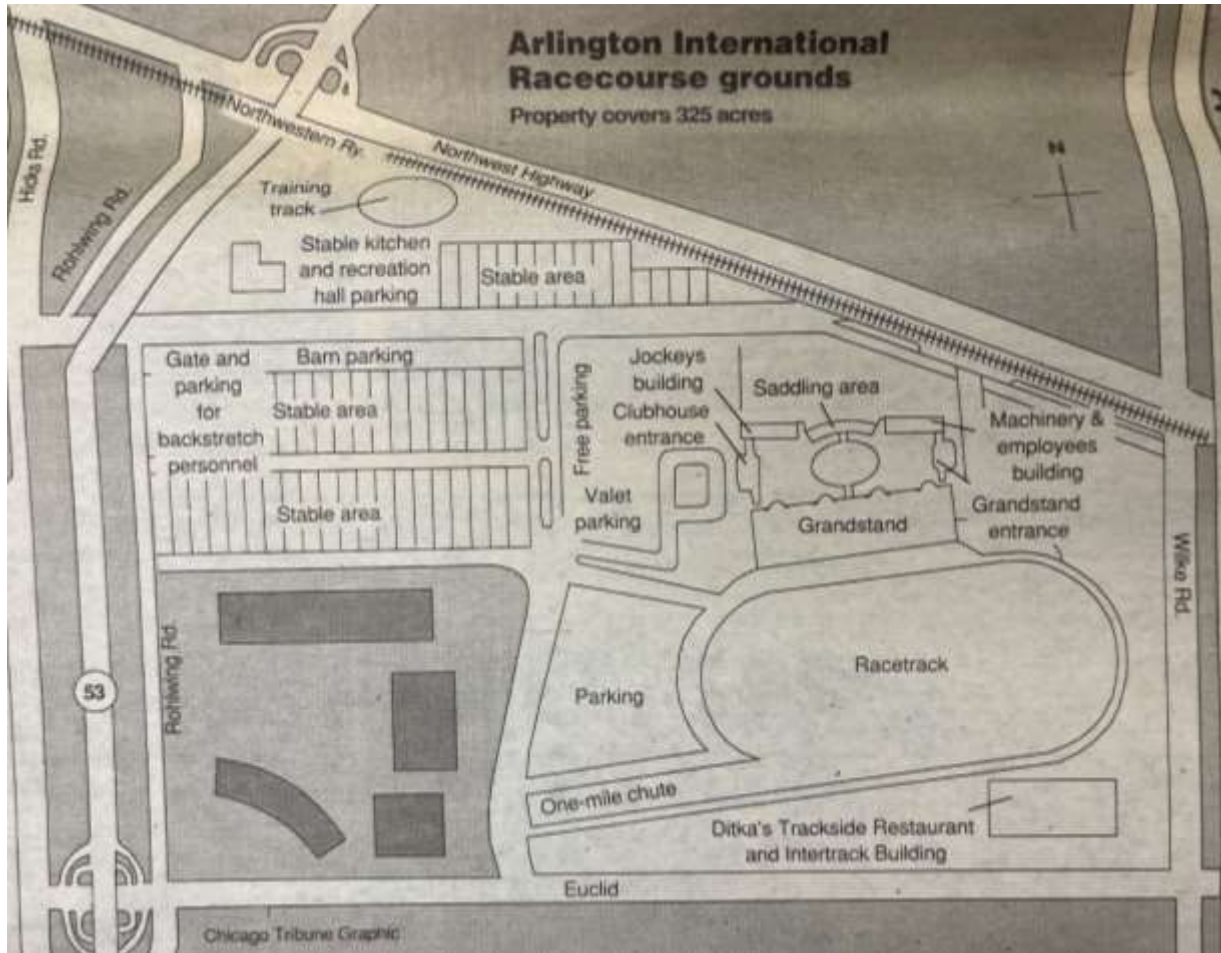 Arlington International
Racecourse grounds
Property covers 325 acres
N
Hicks Rd.
Rohlwing Rd.
Northwestern Ry.
Northwest Highway
Training
track
Stable kitchen
and recreation
hall parking
Stable area
Gate and
parking
for
backstretch
personnel
Barn parking
Stable area
Stable area
Free parking
Jockeys
building
Clubhouse
entrance
Saddling area
Machinery &
employees
building
Valet
parking
Grandstand
Grandstand
entrance
Wilke Rd.
53
Rohlwing Rd.
Parking
Racetrack
One-mile chute
Ditka's Trackside Restaurant
and Intertrack Building
Euclid
Chicago Tribune Graphic